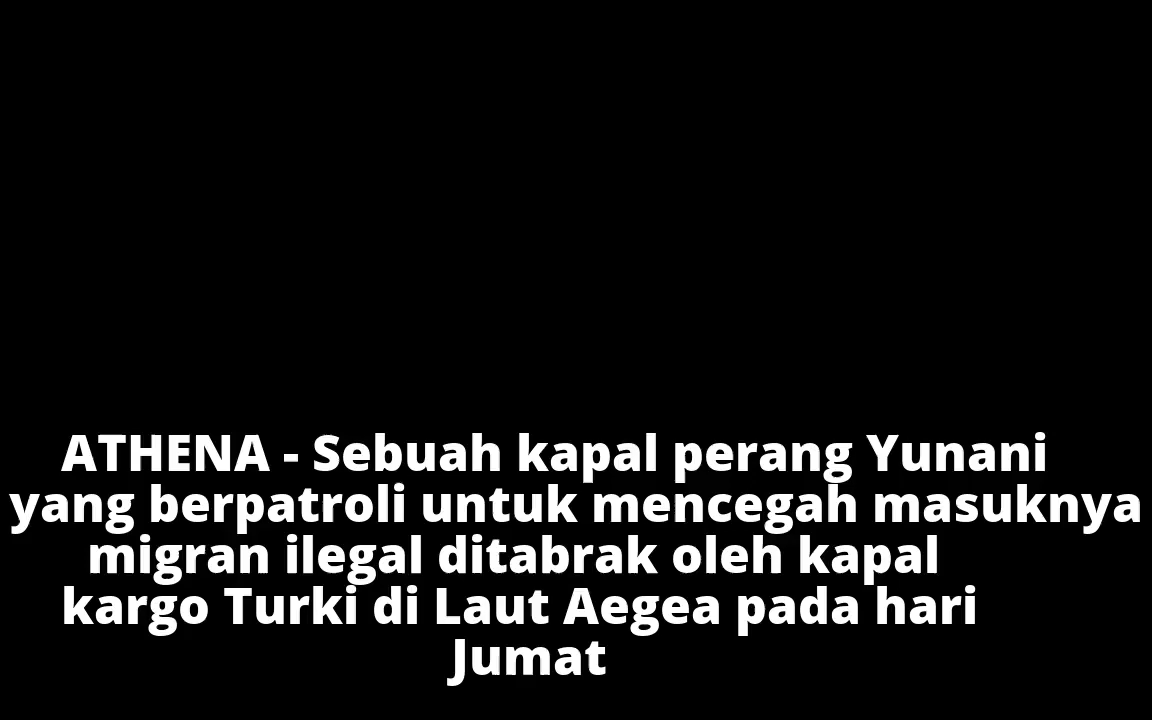 ATHENA - Sebuah kapal perang Yunani
yang berpatroli untuk mencegah masuknya
migran ilegal ditabrak oleh kapal
kargo Turki di Laut Aegea pada hari
Jumat